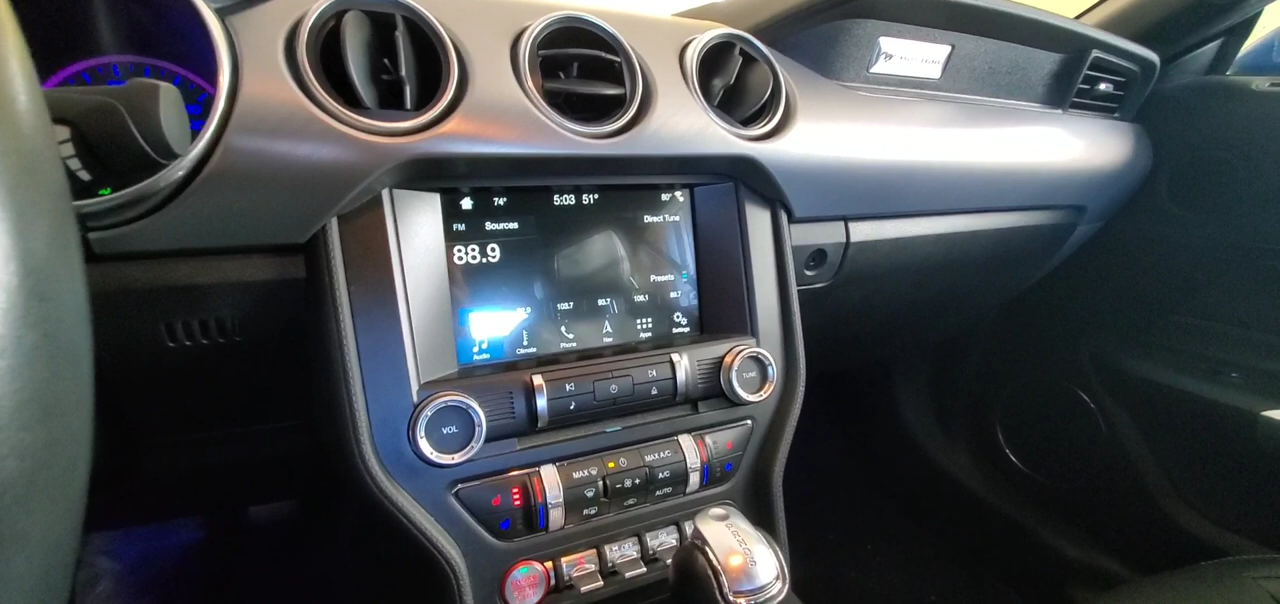 74°
5:03 51°
80°
FM Sources
Direct Tune
88.9
Presets
103.7
93.7
106.1
Audio
Climate
Phone
Nav
Apps
Settings
VOL
TUNE
MAX
MAX A/C
A/C
AUTO
R
OFF